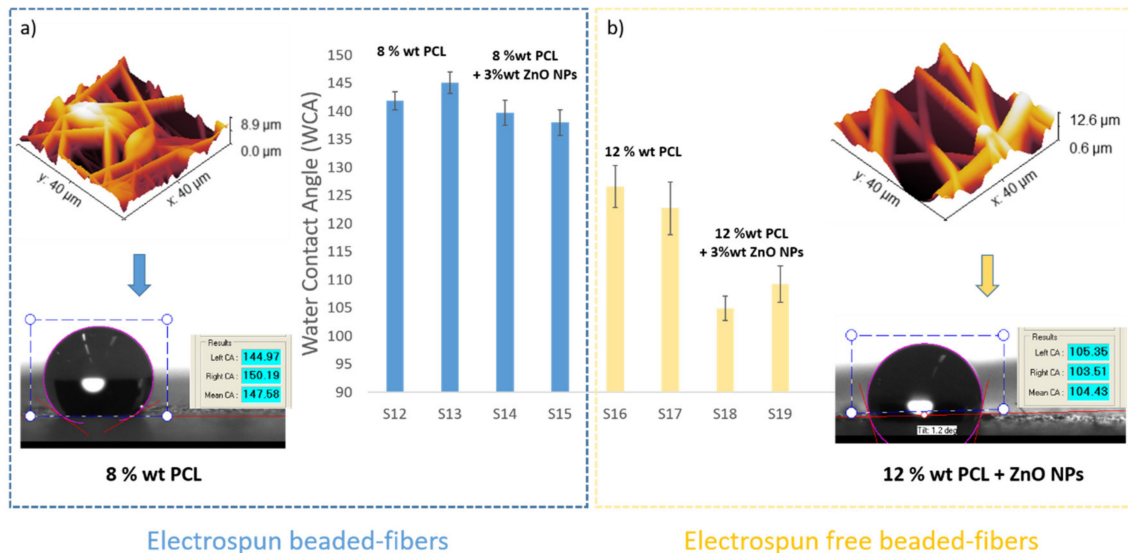 a)
8.9 µm
0.0 µm
y: 40 µm
x: 40 µm
Results
Left CA : 144.97
Right CA : 150.19
Mean CA : 147.58
8 % wt PCL
Water Contact Angle (WCA)
150
145
140
135
130
125
120
115
110
105
100
95
90
8 % wt PCL
8 %wt PCL
+ 3%wt ZnO NPs
12 % wt PCL
12 %wt PCL
+ 3%wt ZnO NPs
S12 S13 S14 S15 S16 S17 S18 S19
b)
12.6 µm
0.6 µm
y: 40 µm
x: 40 µm
Results
Left CA : 105.35
Right CA : 103.51
Mean CA : 104.43
Tilt: 1.2 deg
12 % wt PCL + ZnO NPs
Electrospun beaded-fibers
Electrospun free beaded-fibers